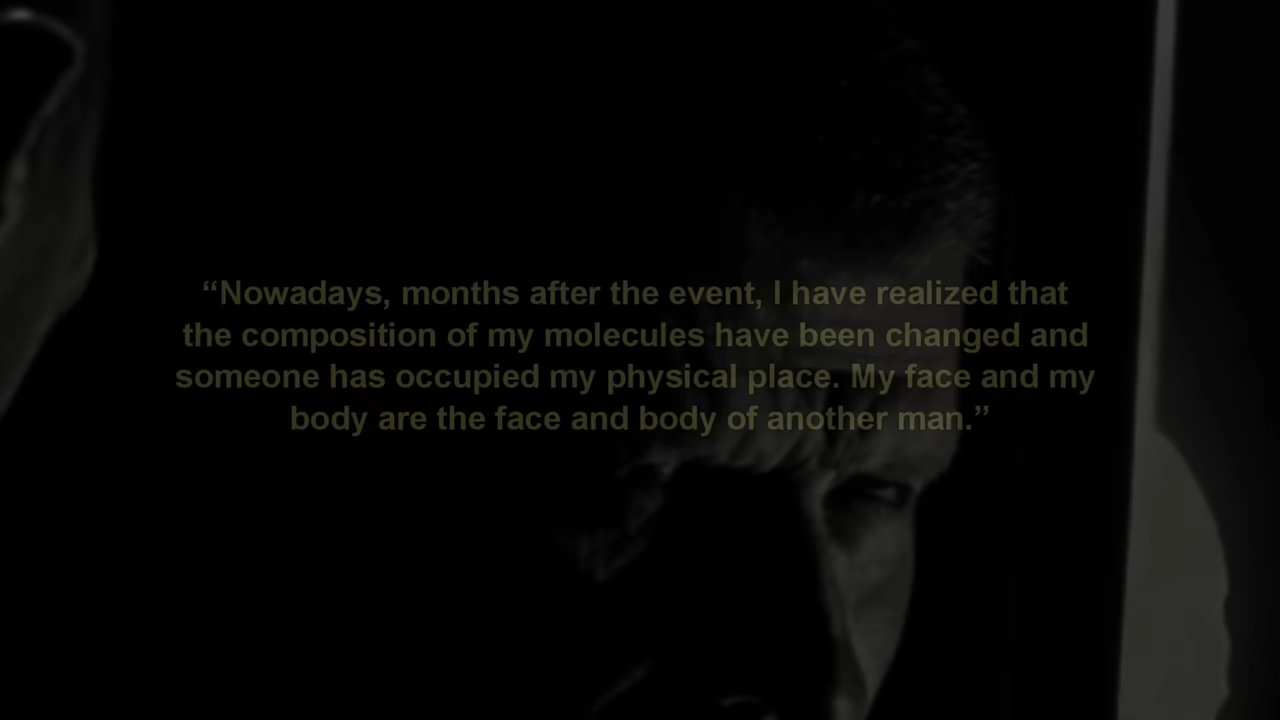 “Nowadays, months after the event, I have realized that
the composition of my molecules have been changed and
someone has occupied my physical place. My face and my
body are the face and body of another man.”